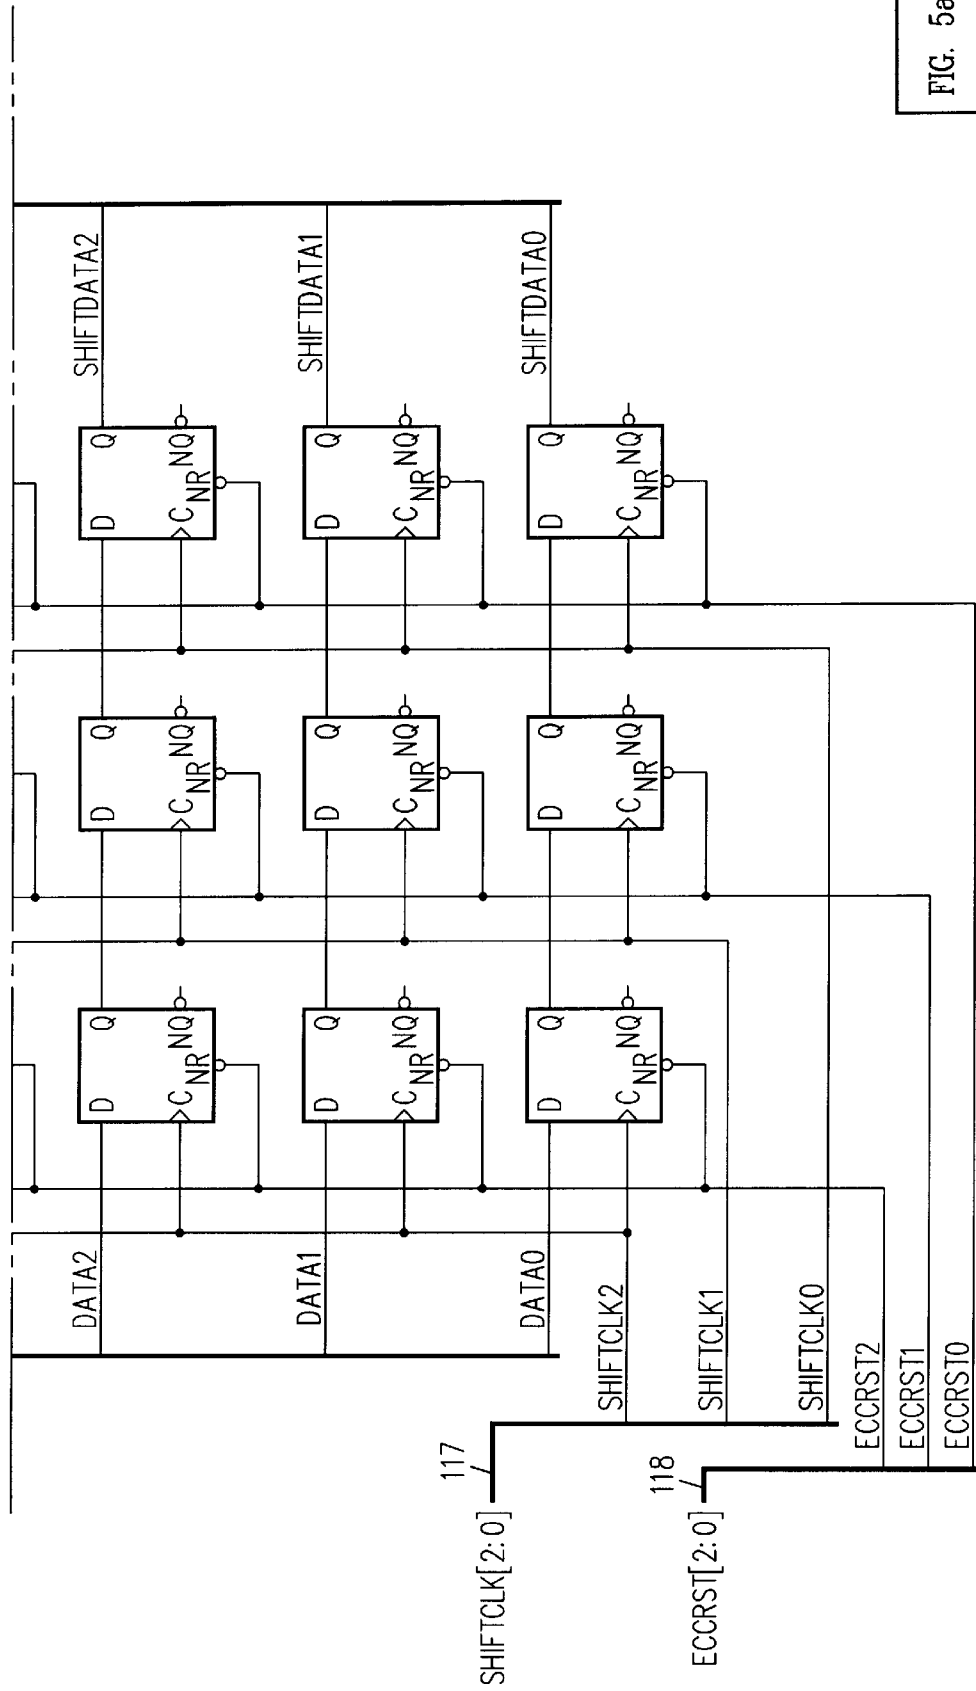 FIG. 5a
DATA2
D
Q
C
NQ
NR
D
Q
C
NQ
NR
D
Q
C
NQ
NR
SHIFTDATA2
DATA1
D
Q
C
NQ
NR
D
Q
C
NQ
NR
D
Q
C
NQ
NR
SHIFTDATA1
DATA0
D
Q
C
NQ
NR
D
Q
C
NQ
NR
D
Q
C
NQ
NR
SHIFTDATA0
SHIFTCLK[2:0]
117
SHIFTCLK2
SHIFTCLK1
SHIFTCLK0
ECCRST[2:0]
118
ECCRST2
ECCRST1
ECCRST0